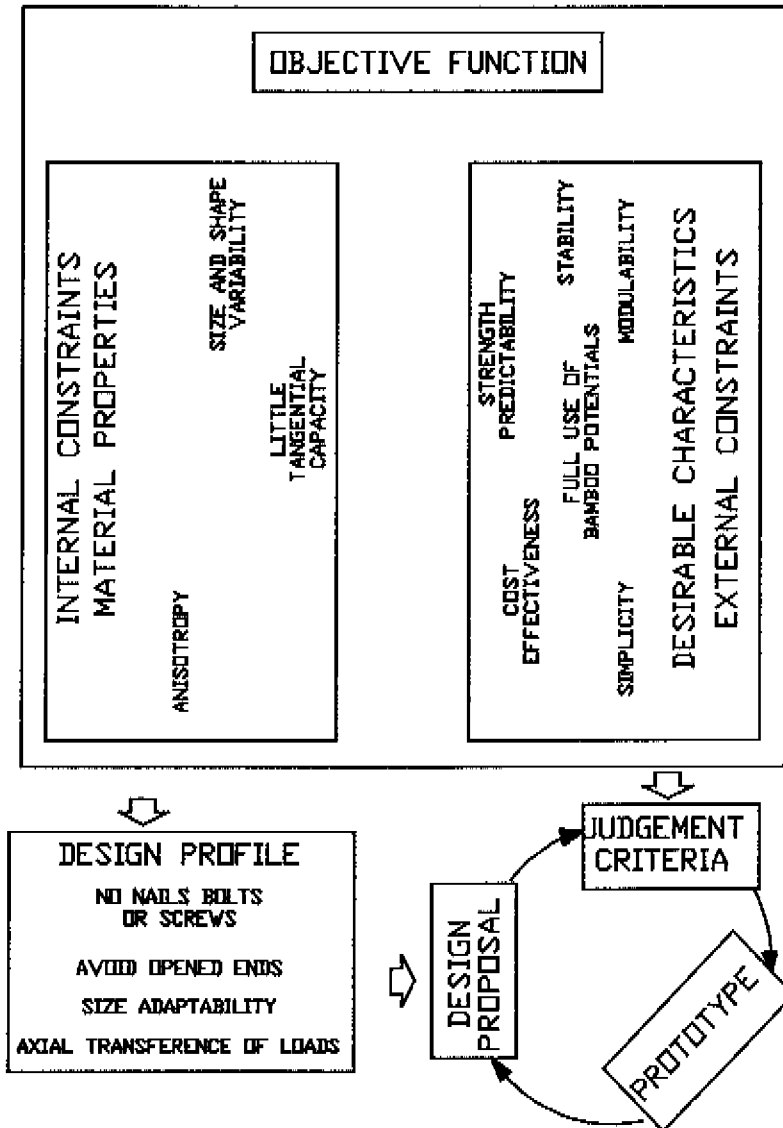 OBJECTIVE FUNCTION
INTERNAL CONSTRAINTS
MATERIAL PROPERTIES
ANISOTROPY
SIZE AND SHAPE
VARIABILITY
LITTLE
TANGENTIAL
CAPACITY
STRENGTH
PREDICTABILITY
COST
EFFECTIVENESS
STABILITY
FULL USE OF
BAMBOO POTENTIALS
MODULABILITY
SIMPLICITY
DESIRABLE CHARACTERISTICS
EXTERNAL CONSTRAINTS
DESIGN PROFILE
NO NAILS BOLTS
OR SCREWS
AVOID OPENED ENDS
SIZE ADAPTABILITY
AXIAL TRANSFERENCE OF LOADS
DESIGN
PROPOSAL
JUDGEMENT
CRITERIA
PROTOTYPE